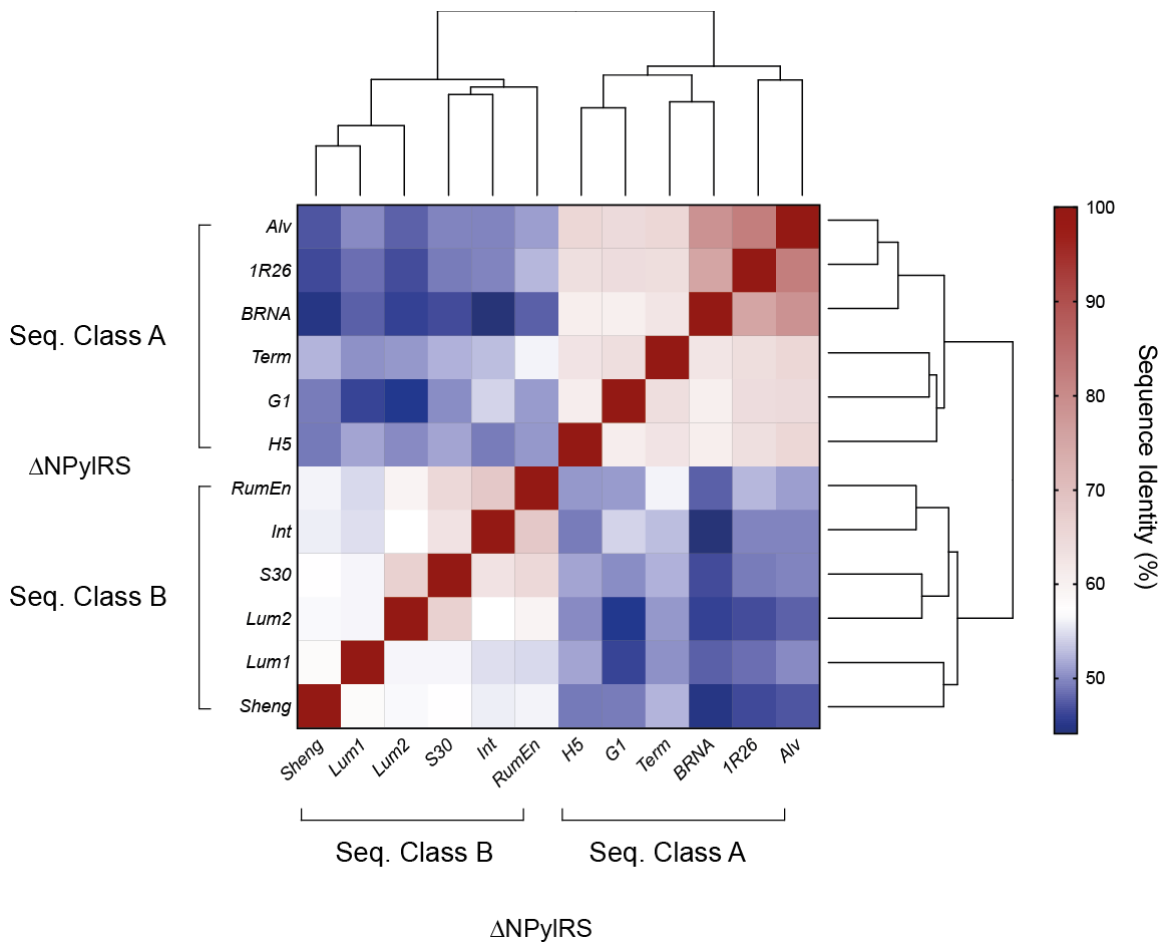 Seq. Class A
ΔNPylRS
Seq. Class B
Alv
1R26
BRNA
Term
G1
H5
RumEn
Int
S30
Lum2
Lum1
Sheng
Sheng
Lum1
Lum2
S30
Int
RumEn
H5
G1
Term
BRNA
1R26
Alv
Seq. Class B
Seq. Class A
ΔNPylRS
100
90
80
70
60
50
Sequence Identity (%)